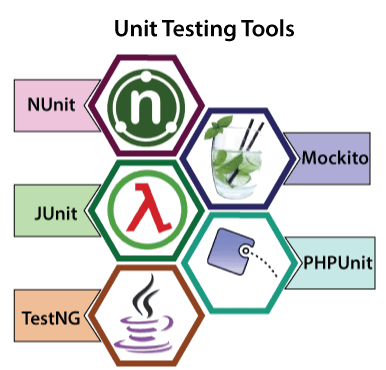 Unit Testing Tools
NUnit
n
Mockito
JUnit
λ
PHPUnit
TestNG